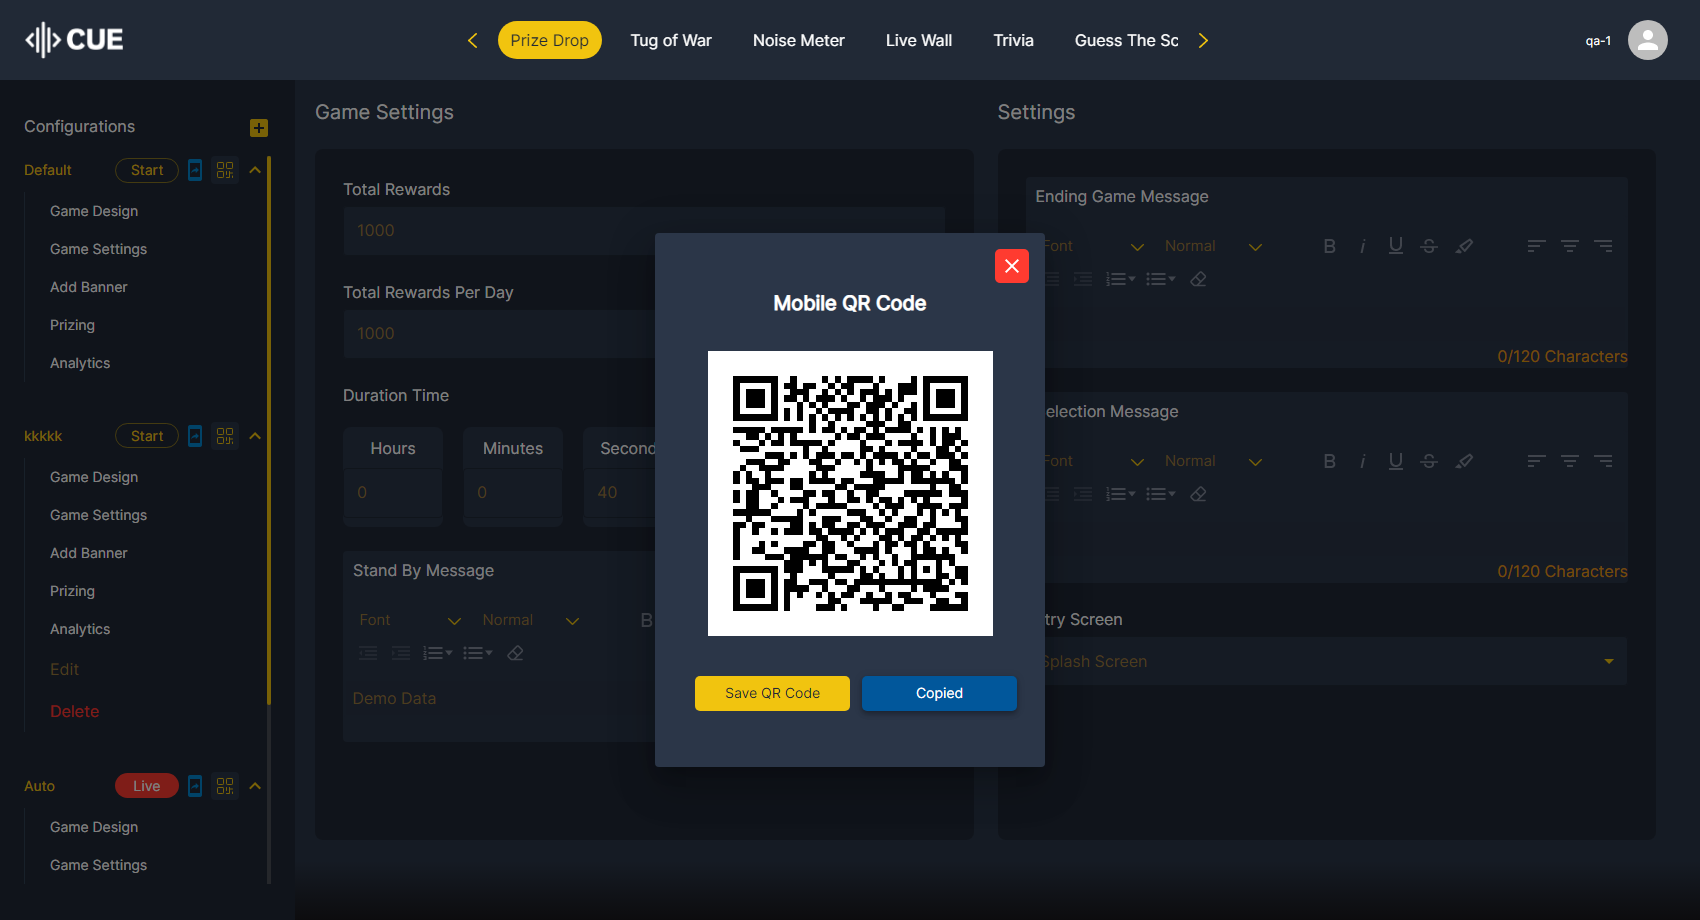 CUE
Prize Drop
Tug of War
Noise Meter
Live Wall
Trivia
Guess The Sc
qa-1
Configurations
Default
Start
Game Design
Game Settings
Add Banner
Prizing
Analytics
kkkkk
Start
Game Design
Game Settings
Add Banner
Prizing
Analytics
Edit
Delete
Auto
Live
Game Design
Game Settings
Game Settings
Total Rewards
1000
Total Rewards Per Day
1000
Duration Time
Hours
Minutes
Second
0
0
40
Stand By Message
Font
Normal
B
Demo Data
Mobile QR Code
Save QR Code
Copied
Settings
Ending Game Message
Font
Normal
B
i
U
S
0/120 Characters
election Message
Font
Normal
B
i
U
S
0/120 Characters
try Screen
Splash Screen